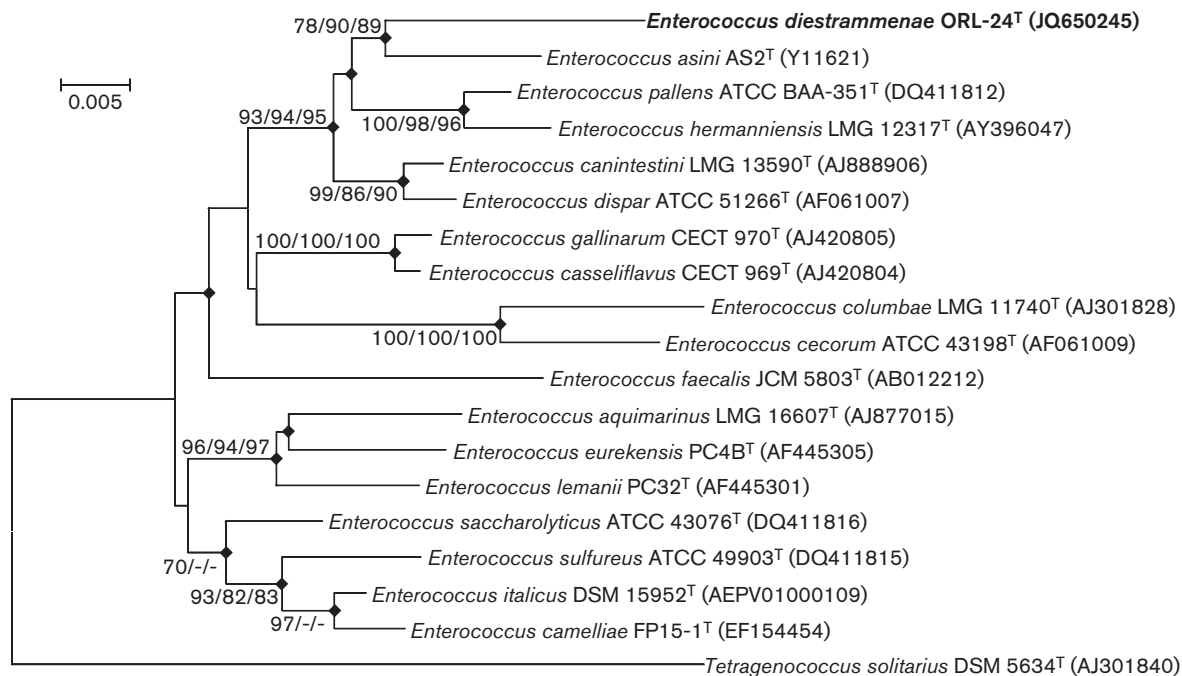 78/90/89
Enterococcus diestrammenae ORL-24ᵀ (JQ650245)
Enterococcus asini AS2ᵀ (Y11621)
0.005
Enterococcus pallens ATCC BAA-351ᵀ (DQ411812)
93/94/95
100/98/96
Enterococcus hermanniensis LMG 12317ᵀ (AY396047)
Enterococcus canintestini LMG 13590ᵀ (AJ888906)
99/86/90
Enterococcus dispar ATCC 51266ᵀ (AF061007)
100/100/100
Enterococcus gallinarum CECT 970ᵀ (AJ420805)
Enterococcus casseliflavus CECT 969ᵀ (AJ420804)
Enterococcus columbae LMG 11740ᵀ (AJ301828)
100/100/100
Enterococcus cecorum ATCC 43198ᵀ (AF061009)
Enterococcus faecalis JCM 5803ᵀ (AB012212)
Enterococcus aquimarinus LMG 16607ᵀ (AJ877015)
96/94/97
Enterococcus eurekensis PC4Bᵀ (AF445305)
Enterococcus lemanii PC32ᵀ (AF445301)
Enterococcus saccharolyticus ATCC 43076ᵀ (DQ411816)
70/-/-
Enterococcus sulfureus ATCC 49903ᵀ (DQ411815)
93/82/83
Enterococcus italicus DSM 15952ᵀ (AEPV01000109)
97/-/-
Enterococcus camelliae FP15-1ᵀ (EF154454)
Tetragenococcus solitarius DSM 5634ᵀ (AJ301840)